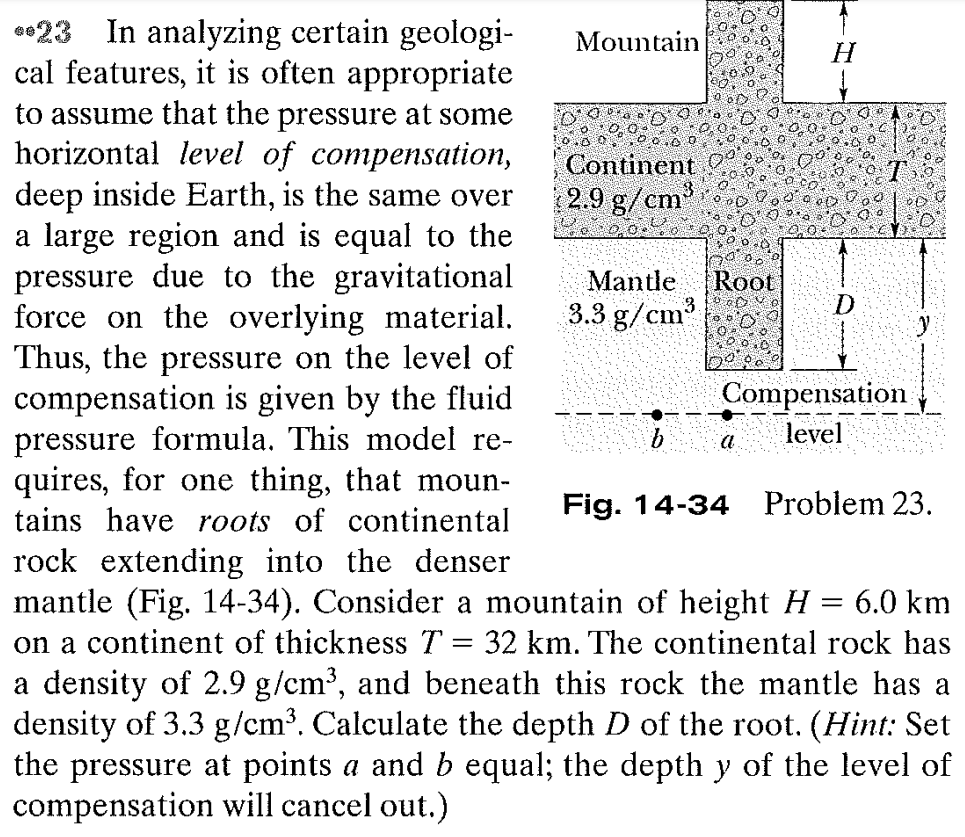 ••23 In analyzing certain geologi-
cal features, it is often appropriate
to assume that the pressure at some
horizontal level of compensation,
deep inside Earth, is the same over
a large region and is equal to the
pressure due to the gravitational
force on the overlying material.
Thus, the pressure on the level of
compensation is given by the fluid
pressure formula. This model re-
quires, for one thing, that moun-
tains have roots of continental
rock extending into the denser
mantle (Fig. 14-34). Consider a mountain of height H = 6.0 km
on a continent of thickness T = 32 km. The continental rock has
a density of 2.9 g/cm³, and beneath this rock the mantle has a
density of 3.3 g/cm³. Calculate the depth D of the root. (Hint: Set
the pressure at points a and b equal; the depth y of the level of
compensation will cancel out.)
Mountain
H
Continent
2.9 g/cm³
T
Mantle
3.3 g/cm³
Root
D
y
Compensation
level
b
a
Fig. 14-34 Problem 23.